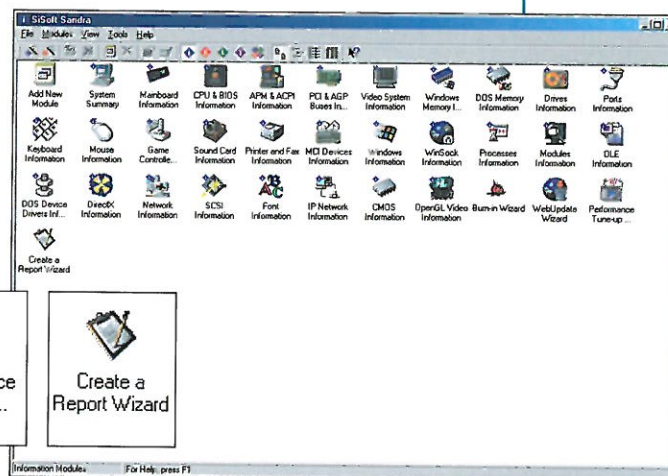 SiSoft Sandra
File Modules View Tools Help
Add New Module
System Summary
Mainboard Information
CPU & BIOS Information
APM & ACPI Information
PCI & AGP Buses In...
Video System Information
Windows Memory I...
DOS Memory Information
Drives Information
Ports Information
Keyboard Information
Mouse Information
Game Controlle...
Sound Card Information
Printer and Fax Information
MCI Devices Information
Windows Information
WinSock Information
Processes Information
Modules Information
OLE Information
DOS Device Drivers Inf...
DirectX Information
Network Information
SCSI Information
Font Information
IP Network Information
CMOS Information
OpenGL Video Information
Burn-in Wizard
WebUpdate Wizard
Performance Tune-up ...
Create a Report Wizard
ce
..
Create a
Report Wizard
Information Modules
For Help, press F1